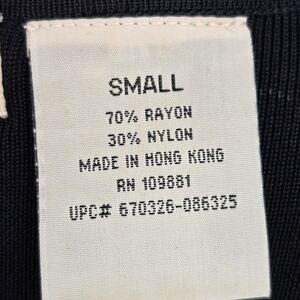 SMALL
70% RAYON
30% NYLON
MADE IN HONG KONG
RN 109881
UPC# 670326-086325